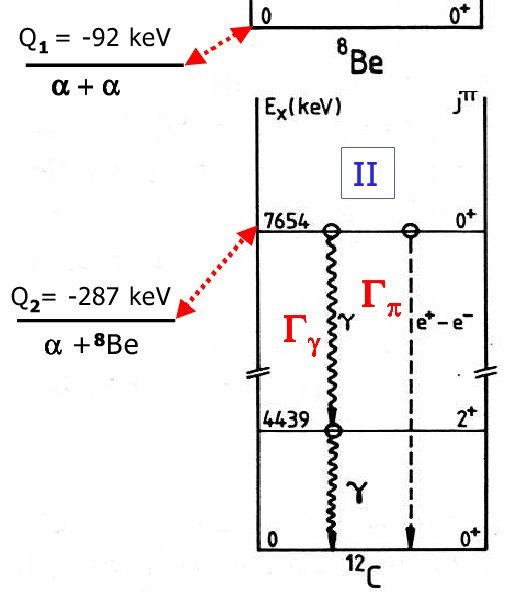 0 0⁺
Q₁ = -92 keV
⁸Be
α + α
Eₓ(keV) Jᵀᴵ
II
7654 0⁺
Q₂= -287 keV
Γγ γ Γπ e⁺-e⁻
α +⁸Be
4439 2⁺
γ
0 0⁺
¹²C